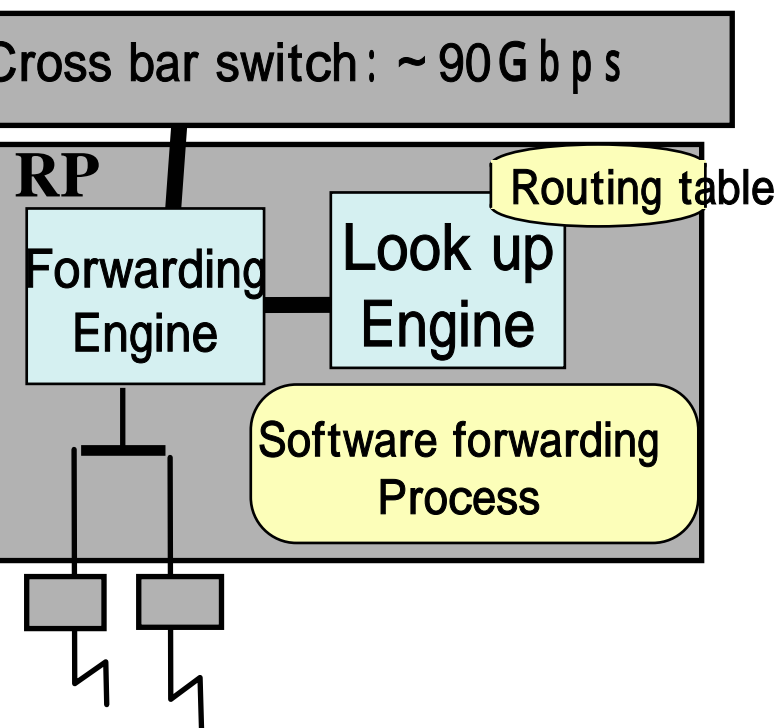 Cross bar switch: ~90Gbps
RP
Routing table
Forwarding
Engine
Look up
Engine
Software forwarding
Process